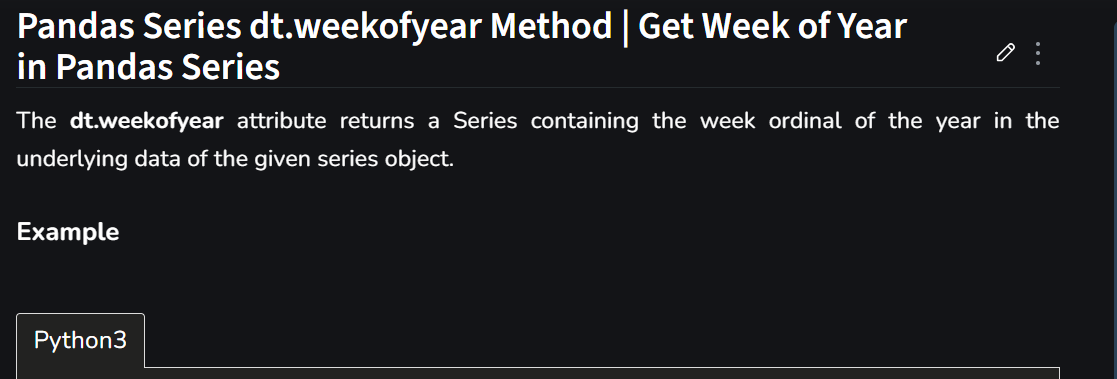 Pandas Series dt.weekofyear Method | Get Week of Year
in Pandas Series
The dt.weekofyear attribute returns a Series containing the week ordinal of the year in the
underlying data of the given series object.
Example
Python3